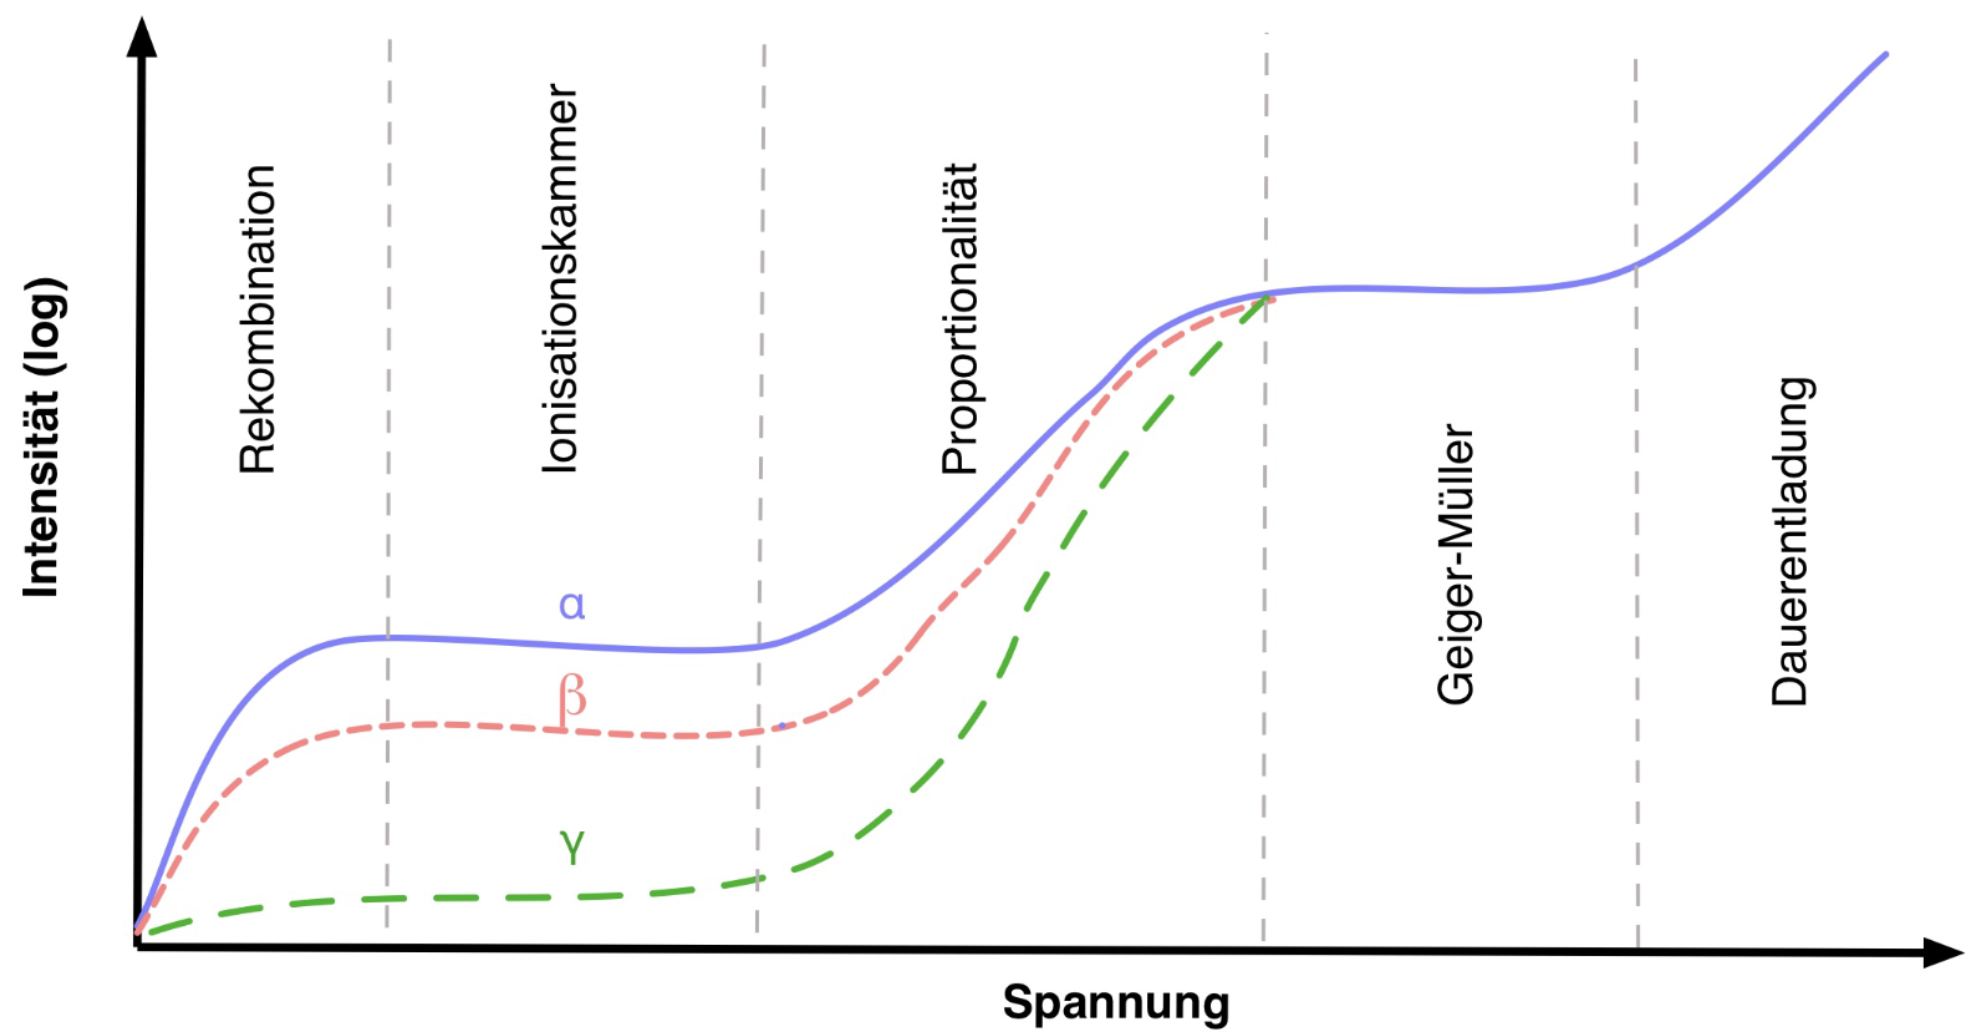 Intensität (log)
Rekombination
Ionisationskammer
Proportionalität
Geiger-Müller
Dauerentladung
α
β
γ
Spannung